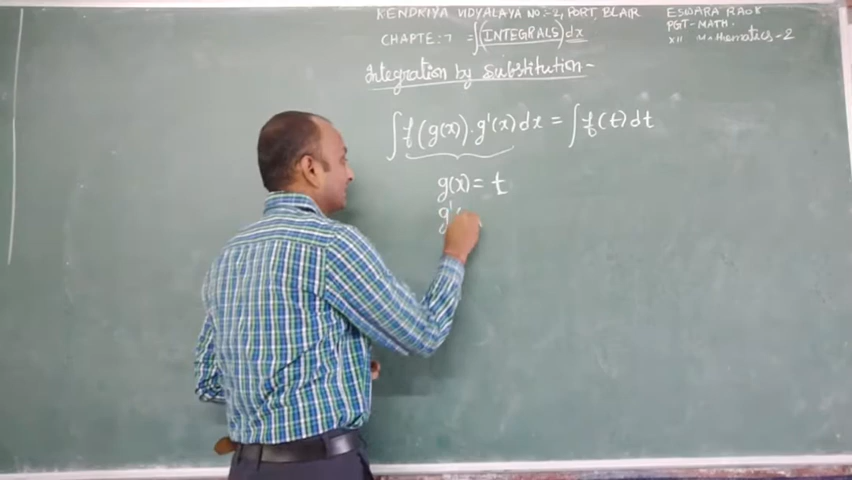 KENDRIYA VIDYALAYA NO:-2, PORT, BLAIR
ESWARA RAO K
PGT-MATH.
XII Mathematics-2
CHAPTE:7 = ∫(INTEGRALS) dx
Integration by Substitution -
∫f(g(x)).g'(x) dx = ∫f(t) dt
g(x) = t
g'(